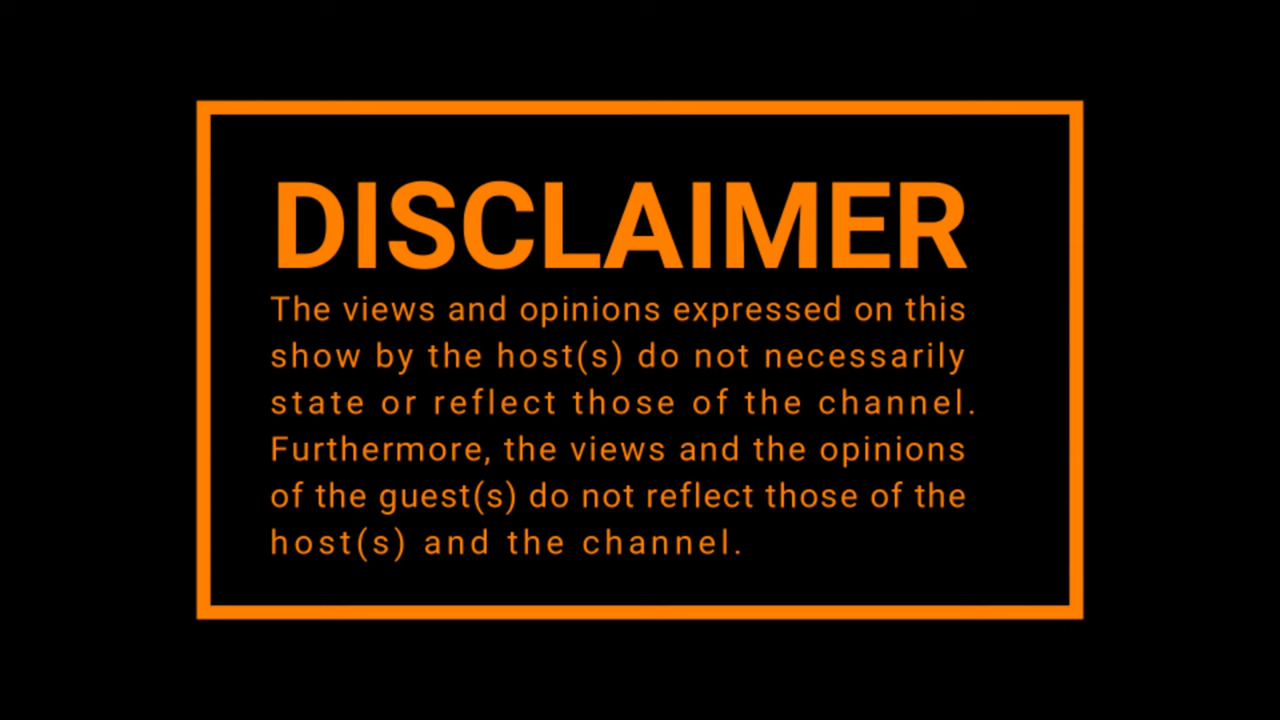 DISCLAIMER
The views and opinions expressed on this
show by the host(s) do not necessarily
state or reflect those of the channel.
Furthermore, the views and the opinions
of the guest(s) do not reflect those of the
host(s) and the channel.